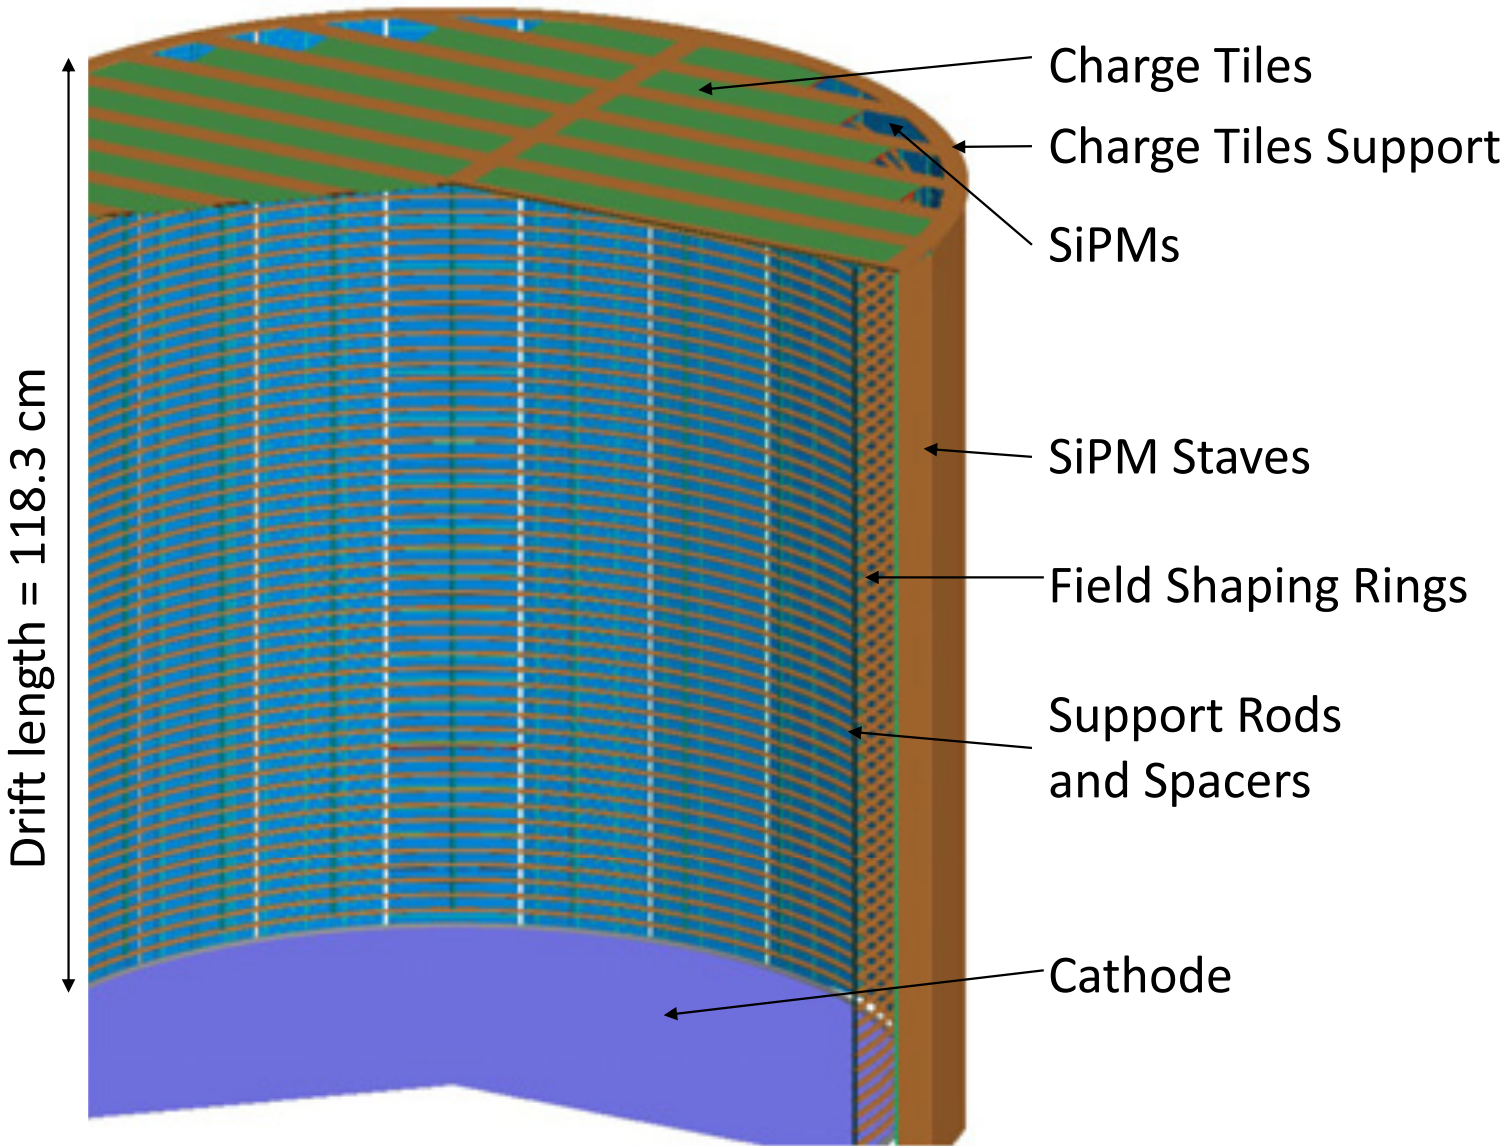 Charge Tiles
Charge Tiles Support
SiPMs
SiPM Staves
Field Shaping Rings
Support Rods
and Spacers
Cathode
Drift length = 118.3 cm